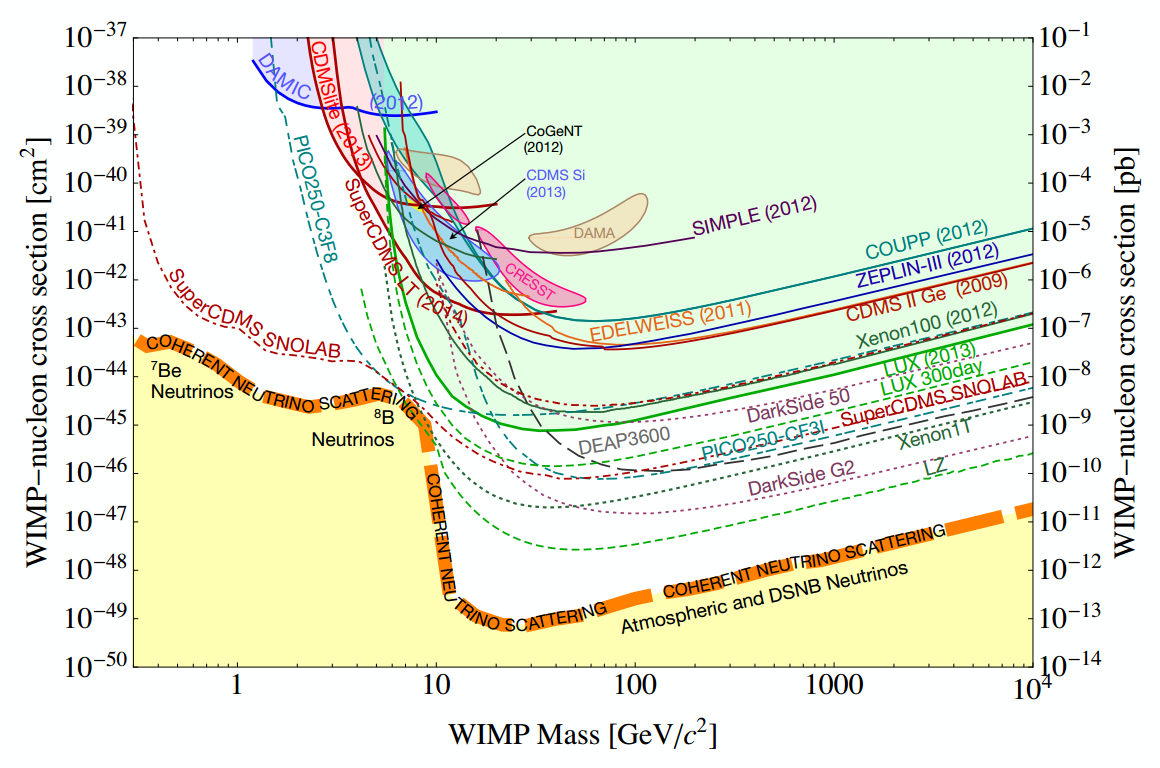 10−37
10−38
10−39
10−40
10−41
10−42
10−43
10−44
10−45
10−46
10−47
10−48
10−49
10−50
WIMP−nucleon cross section [cm2]
10−1
10−2
10−3
10−4
10−5
10−6
10−7
10−8
10−9
10−10
10−11
10−12
10−13
10−14
WIMP−nucleon cross section [pb]
1
10
100
1000
104
WIMP Mass [GeV/c2]
DAMIC
(2012)
CDMSlite (2013)
PICO250-C3F8
SuperCDMS LT (2014)
SuperCDMS SNOLAB
CoGeNT
(2012)
CDMS Si
(2013)
DAMA
CRESST
SIMPLE (2012)
COUPP (2012)
ZEPLIN-III (2012)
CDMS II Ge (2009)
EDELWEISS (2011)
Xenon100 (2012)
LUX (2013)
LUX 300day
DarkSide 50
SuperCDMS SNOLAB
DEAP3600
PICO250-CF3I
Xenon1T
DarkSide G2
LZ
COHERENT NEUTRINO SCATTERING
7Be
Neutrinos
8B
Neutrinos
COHERENT NEUTRINO SCATTERING
COHERENT NEUTRINO SCATTERING
Atmospheric and DSNB Neutrinos